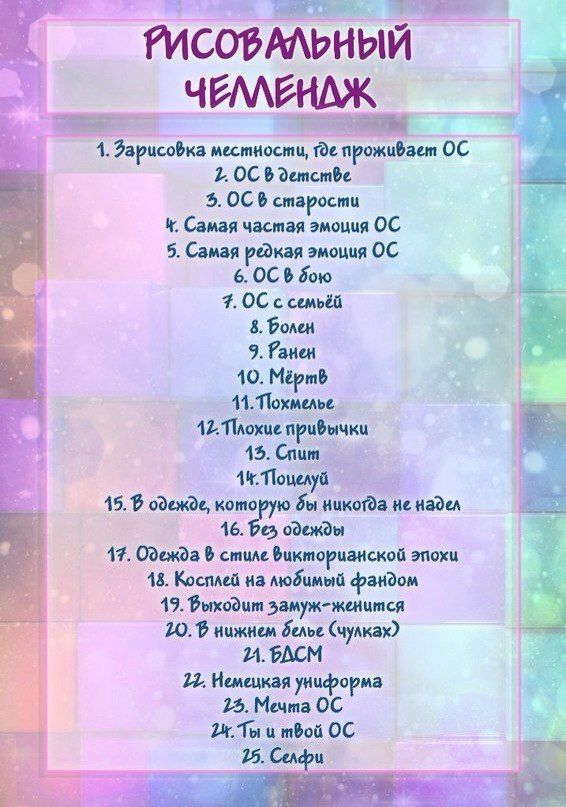 РИСОВАЛЬНЫЙ
ЧЕЛЛЕНДЖ
1. Зарисовка местности, где проживает ОС
2. ОС в детстве
3. ОС в старости
4. Самая частая эмоция ОС
5. Самая редкая эмоция ОС
6. ОС в бою
7. ОС с семьёй
8. Болен
9. Ранен
10. Мёртв
11. Похмелье
12. Плохие привычки
13. Спит
14. Поцелуй
15. В одежде, которую бы никогда не надел
16. Без одежды
17. Одежда в стиле викторианской эпохи
18. Косплей на любимый фандом
19. Выходит замуж-женится
20. В нижнем белье (чулках)
21. БДСМ
22. Немецкая униформа
23. Мечта ОС
24. Ты и твой ОС
25. Селфи